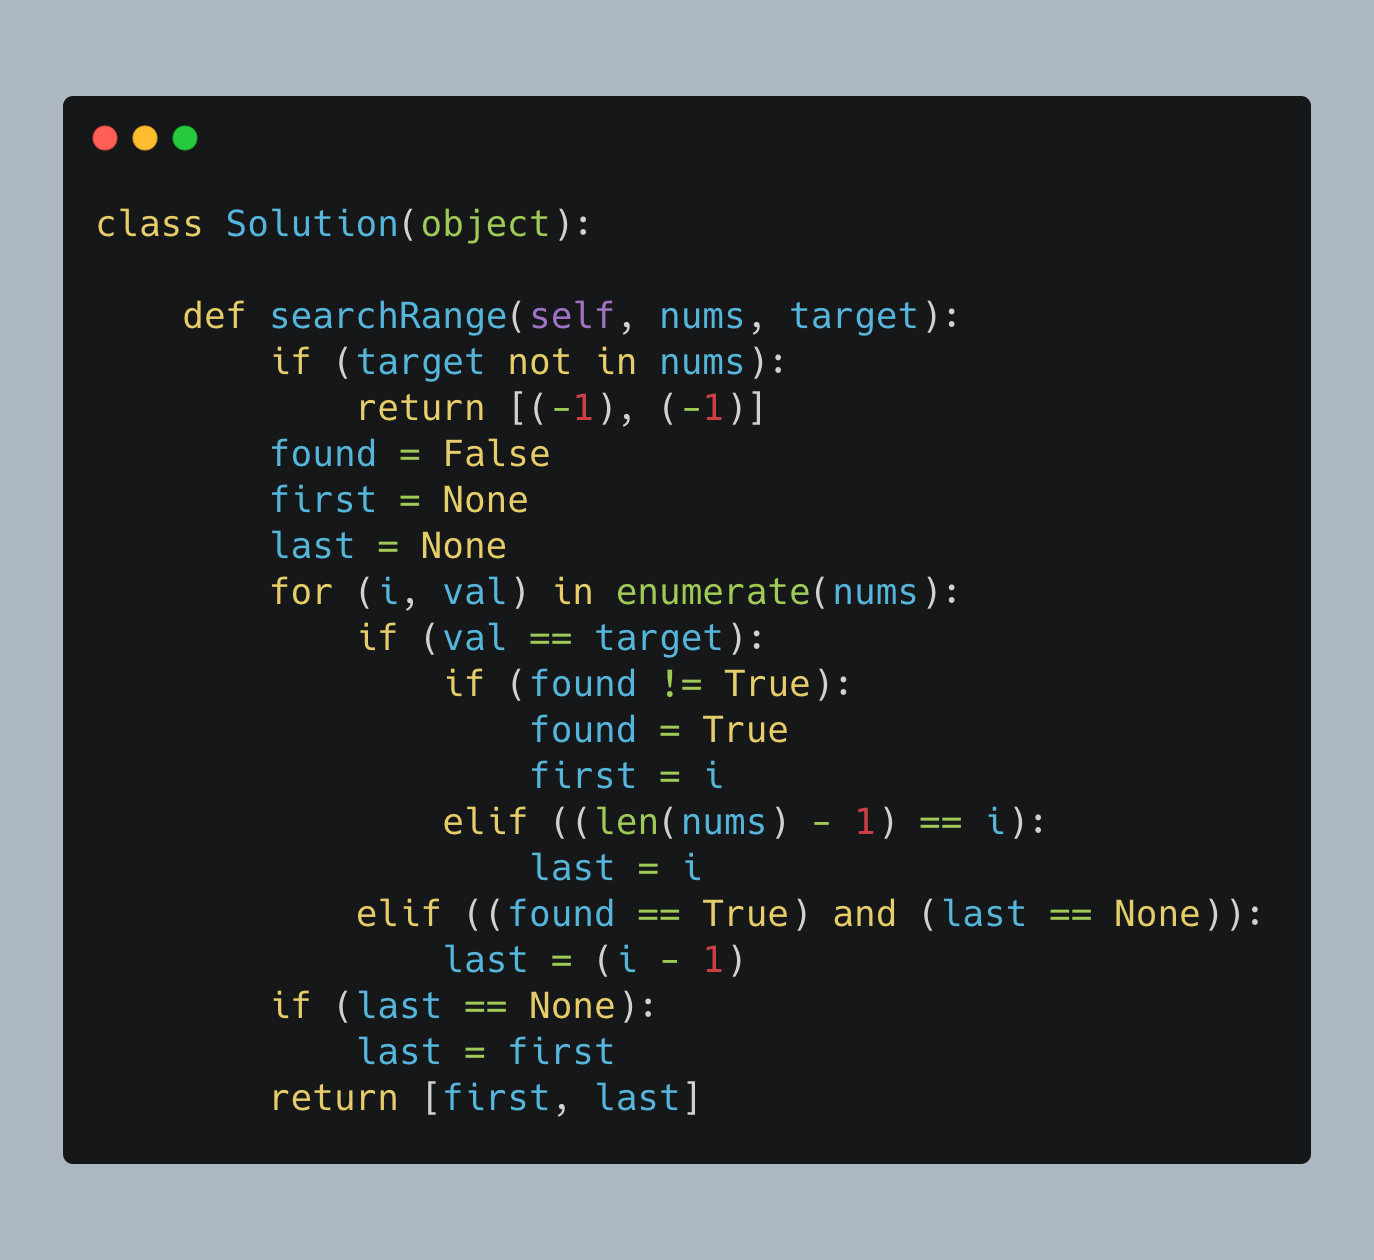 class Solution(object):

    def searchRange(self, nums, target):
        if (target not in nums):
            return [(-1), (-1)]
        found = False
        first = None
        last = None
        for (i, val) in enumerate(nums):
            if (val == target):
                if (found != True):
                    found = True
                    first = i
                elif ((len(nums) - 1) == i):
                    last = i
            elif ((found == True) and (last == None)):
                last = (i - 1)
        if (last == None):
            last = first
        return [first, last]